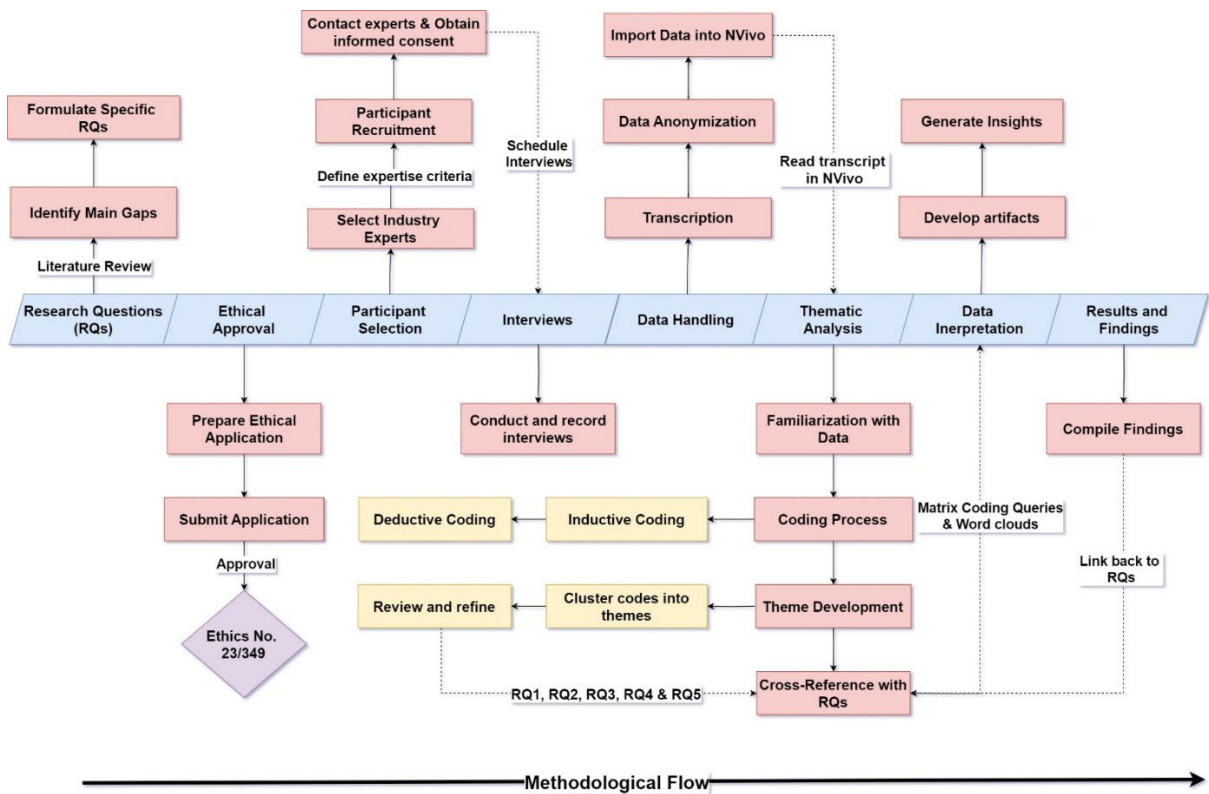 Contact experts & Obtain
informed consent
Import Data into NVivo
Formulate Specific
RQs
Participant
Recruitment
Data Anonymization
Generate Insights
Schedule
Interviews
Read transcript
in NVivo
Define expertise criteria
Identify Main Gaps
Select Industry
Experts
Transcription
Develop artifacts
Literature Review
Research Questions
(RQs)
Ethical
Approval
Participant
Selection
Interviews
Data Handling
Thematic
Analysis
Data
Inerpretation
Results and
Findings
Prepare Ethical
Application
Conduct and record
interviews
Familiarization with
Data
Compile Findings
Submit Application
Deductive Coding
Inductive Coding
Coding Process
Matrix Coding Queries
& Word clouds
Approval
Link back to
RQs
Review and refine
Cluster codes into
themes
Theme Development
Ethics No.
23/349
RQ1, RQ2, RQ3, RQ4 & RQ5
Cross-Reference with
RQs
Methodological Flow